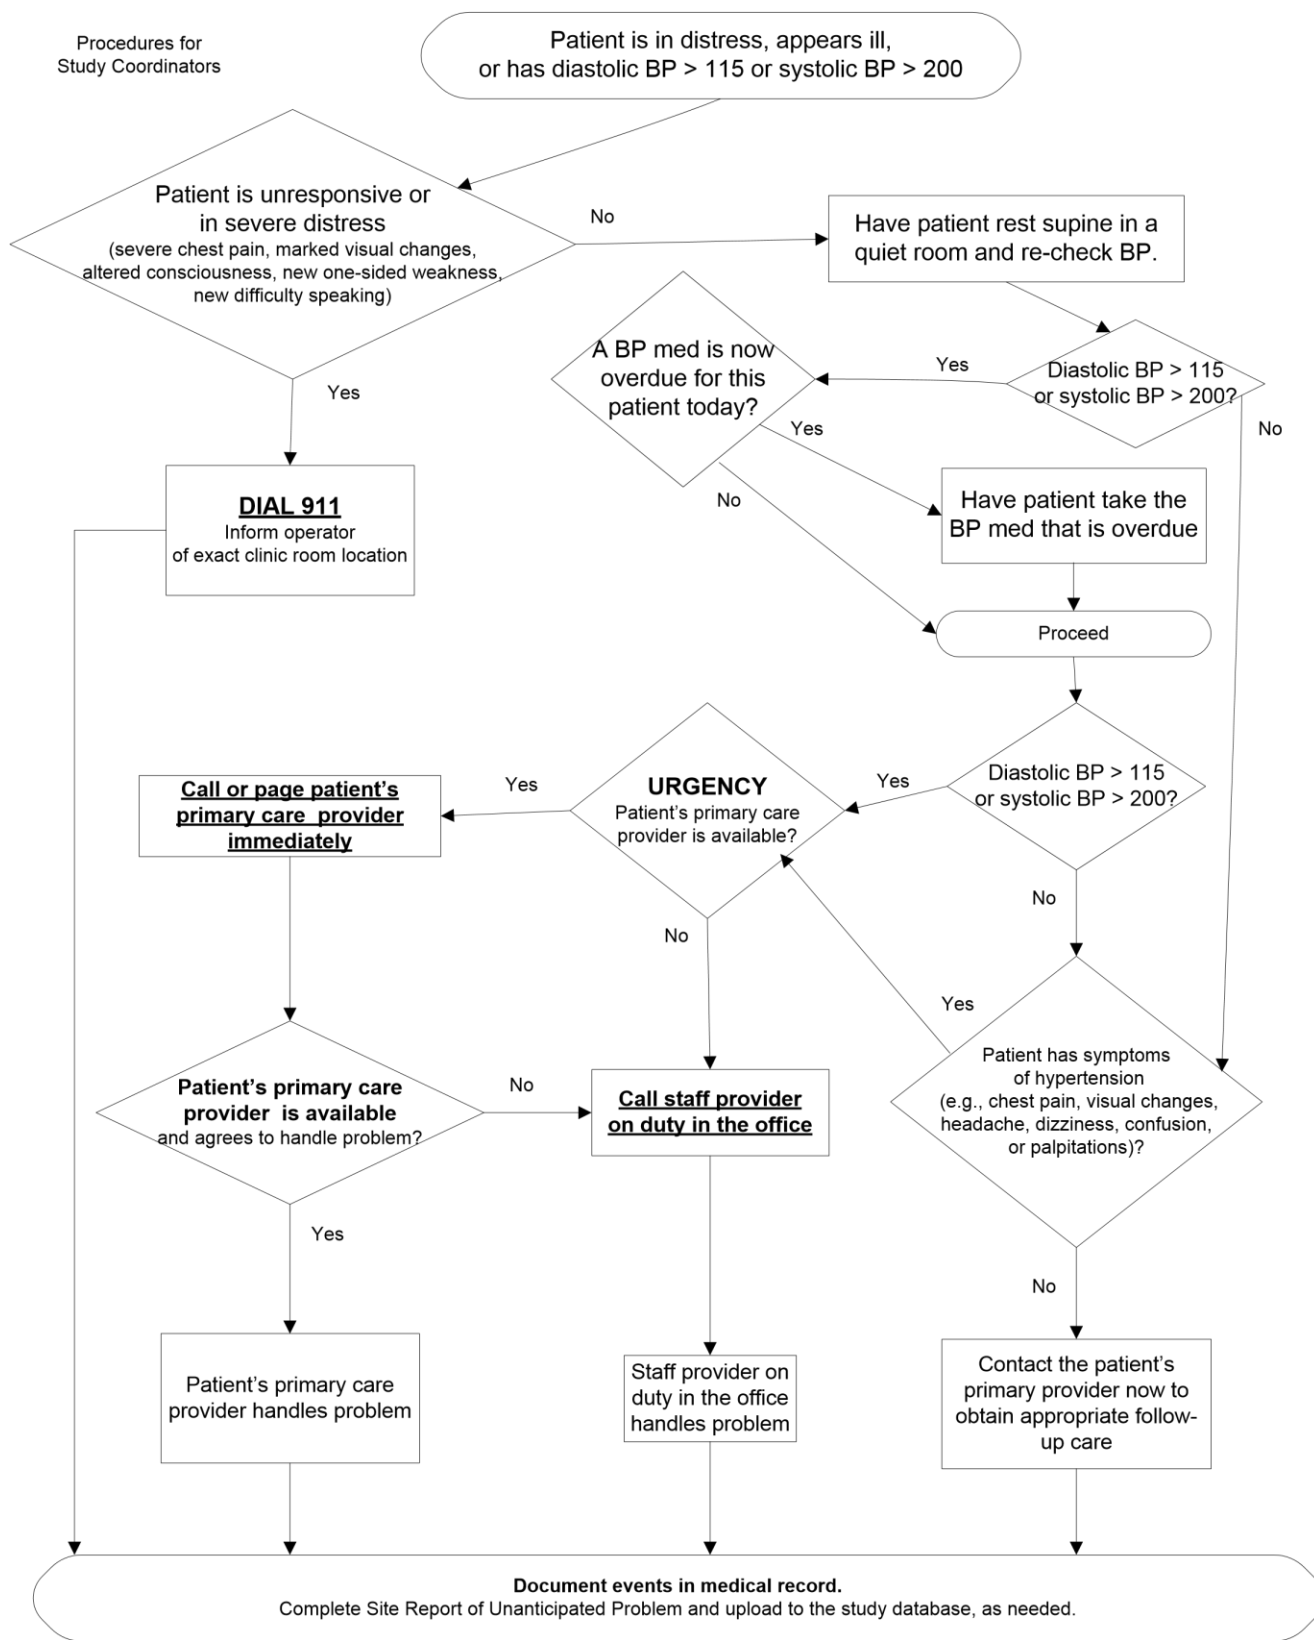 Procedures for
Study Coordinators
Patient is in distress, appears ill,
or has diastolic BP > 115 or systolic BP > 200
Patient is unresponsive or
in severe distress
(severe chest pain, marked visual changes,
altered consciousness, new one-sided weakness,
new difficulty speaking)
No
Have patient rest supine in a
quiet room and re-check BP.
Yes
A BP med is now
overdue for this
patient today?
Yes
Diastolic BP > 115
or systolic BP > 200?
No
Yes
No
DIAL 911
Inform operator
of exact clinic room location
Have patient take the
BP med that is overdue
Proceed
Call or page patient's
primary care provider
immediately
Yes
URGENCY
Patient's primary care
provider is available?
Yes
Diastolic BP > 115
or systolic BP > 200?
No
No
Yes
Patient's primary care
provider is available
and agrees to handle problem?
No
Call staff provider
on duty in the office
Patient has symptoms
of hypertension
(e.g., chest pain, visual changes,
headache, dizziness, confusion,
or palpitations)?
Yes
No
Patient's primary care
provider handles problem
Staff provider on
duty in the office
handles problem
Contact the patient's
primary provider now to
obtain appropriate follow-
up care
Document events in medical record.
Complete Site Report of Unanticipated Problem and upload to the study database, as needed.